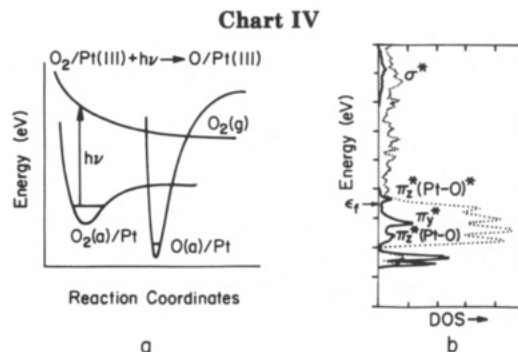 Chart IV
O₂/Pt(III)+hν→O/Pt(III)
Energy (eV)
O₂(g)
hν
O₂(a)/Pt
O(a)/Pt
Reaction Coordinates
a
Energy (eV)
σ*
π*z(Pt-O)*
εf
π*y
π*z(Pt-O)
DOS→
b